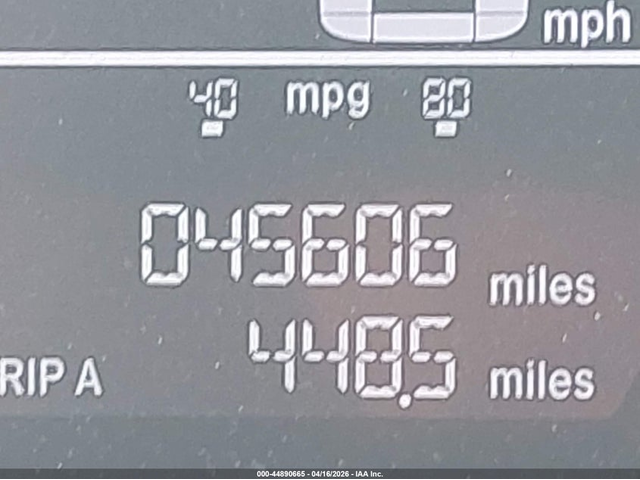 mph
40 mpg 80
045606 miles
RIP A 448.5 miles
000-44890665 - 04/16/2026 - IAA Inc.